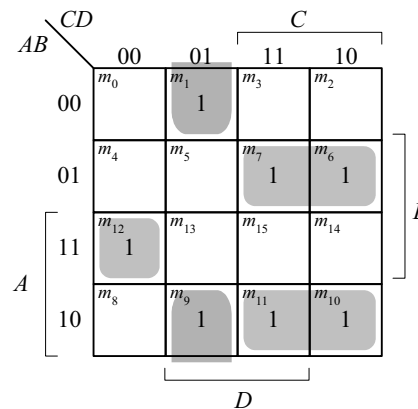 CD
C
AB
00 01 11 10
m₀ m₁ m₃ m₂
00 1
m₄ m₅ m₇ m₆
01 1 1
m₁₂ m₁₃ m₁₅ m₁₄
A 11 1
m₈ m₉ m₁₁ m₁₀
10 1 1 1
D